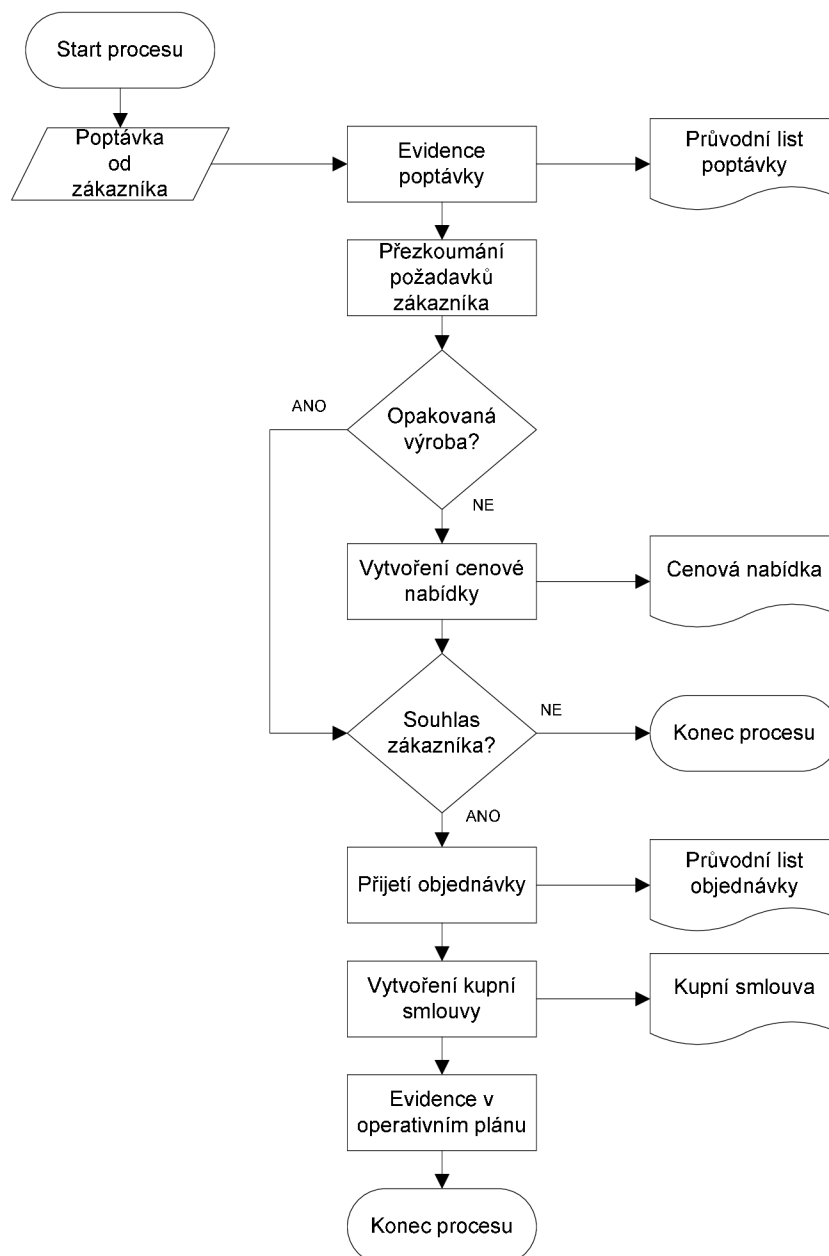 Start procesu
Poptávka
od
zákazníka
Evidence
poptávky
Průvodní list
poptávky
Přezkoumání
požadavků
zákazníka
ANO
Opakovaná
výroba?
NE
Vytvoření cenové
nabídky
Cenová nabídka
Souhlas
zákazníka?
NE
Konec procesu
ANO
Přijetí objednávky
Průvodní list
objednávky
Vytvoření kupní
smlouvy
Kupní smlouva
Evidence v
operativním plánu
Konec procesu